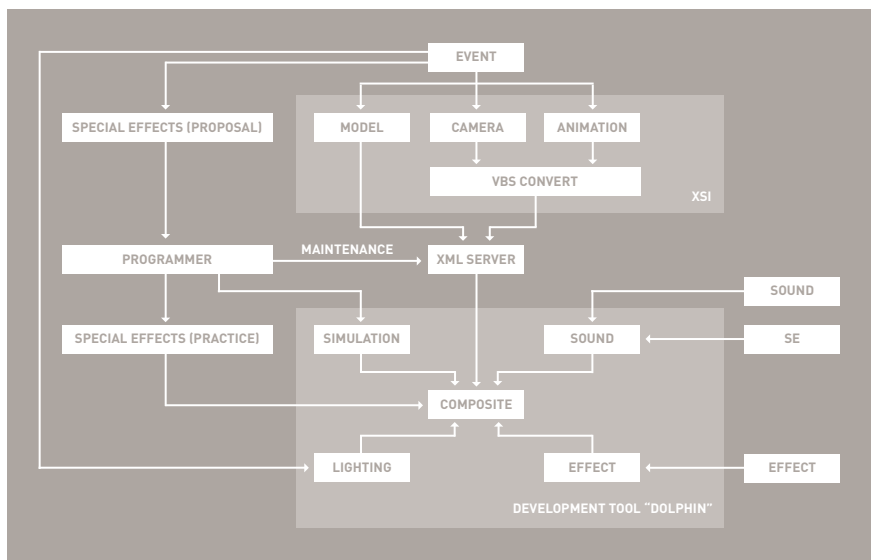 EVENT
SPECIAL EFFECTS (PROPOSAL)
MODEL
CAMERA
ANIMATION
VBS CONVERT
XSI
PROGRAMMER
MAINTENANCE
XML SERVER
SOUND
SPECIAL EFFECTS (PRACTICE)
SIMULATION
SOUND
SE
COMPOSITE
LIGHTING
EFFECT
EFFECT
DEVELOPMENT TOOL “DOLPHIN”